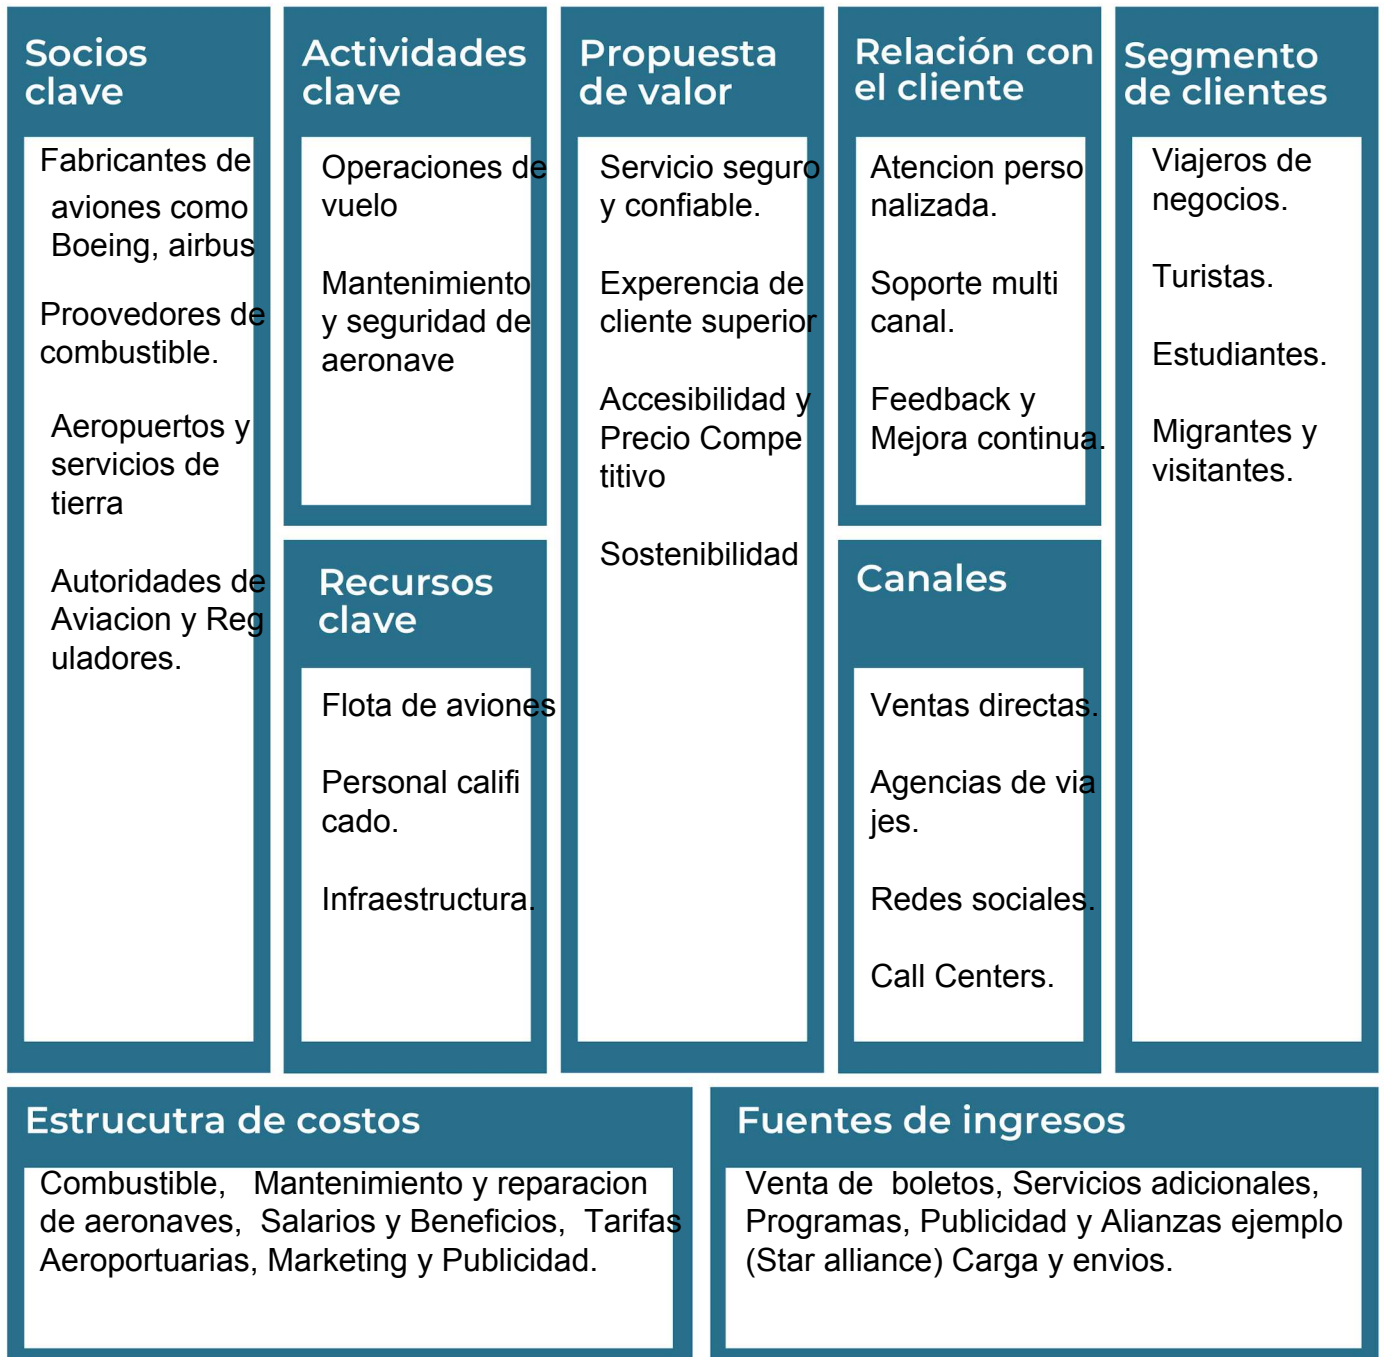 Socios
clave
Fabricantes de
aviones como
Boeing, airbus
Proovedores de
combustible.
Aeropuertos y
servicios de
tierra
Autoridades de
Aviacion y Reg
uladores.
Actividades
clave
Operaciones de
vuelo
Mantenimiento
y seguridad de
aeronave
Recursos
clave
Flota de aviones
Personal califi
cado.
Infraestructura.
Propuesta
de valor
Servicio seguro
y confiable.
Experencia de
cliente superior
Accesibilidad y
Precio Compe
titivo
Sostenibilidad
Relación con
el cliente
Atencion perso
nalizada.
Soporte multi
canal.
Feedback y
Mejora continua.
Canales
Ventas directas.
Agencias de via
jes.
Redes sociales.
Call Centers.
Segmento
de clientes
Viajeros de
negocios.
Turistas.
Estudiantes.
Migrantes y
visitantes.
Estrucutra de costos
Combustible, Mantenimiento y reparacion
de aeronaves, Salarios y Beneficios, Tarifas
Aeroportuarias, Marketing y Publicidad.
Fuentes de ingresos
Venta de boletos, Servicios adicionales,
Programas, Publicidad y Alianzas ejemplo
(Star alliance) Carga y envios.